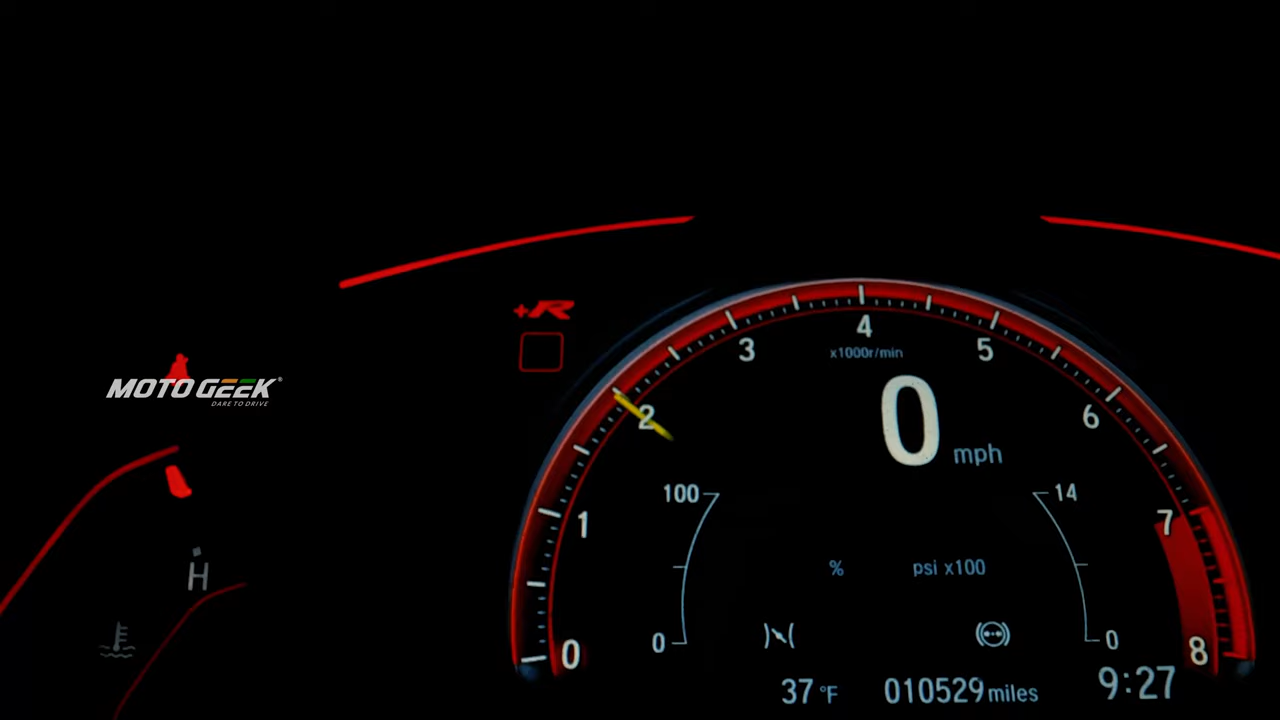 +R
4
3
5
x1000r/min
MOTO GEEK
DARE TO DRIVE
2
0
6
mph
100
14
1
7
H
%
psi x100
0
0
0
8
37 °F
010529 miles
9:27